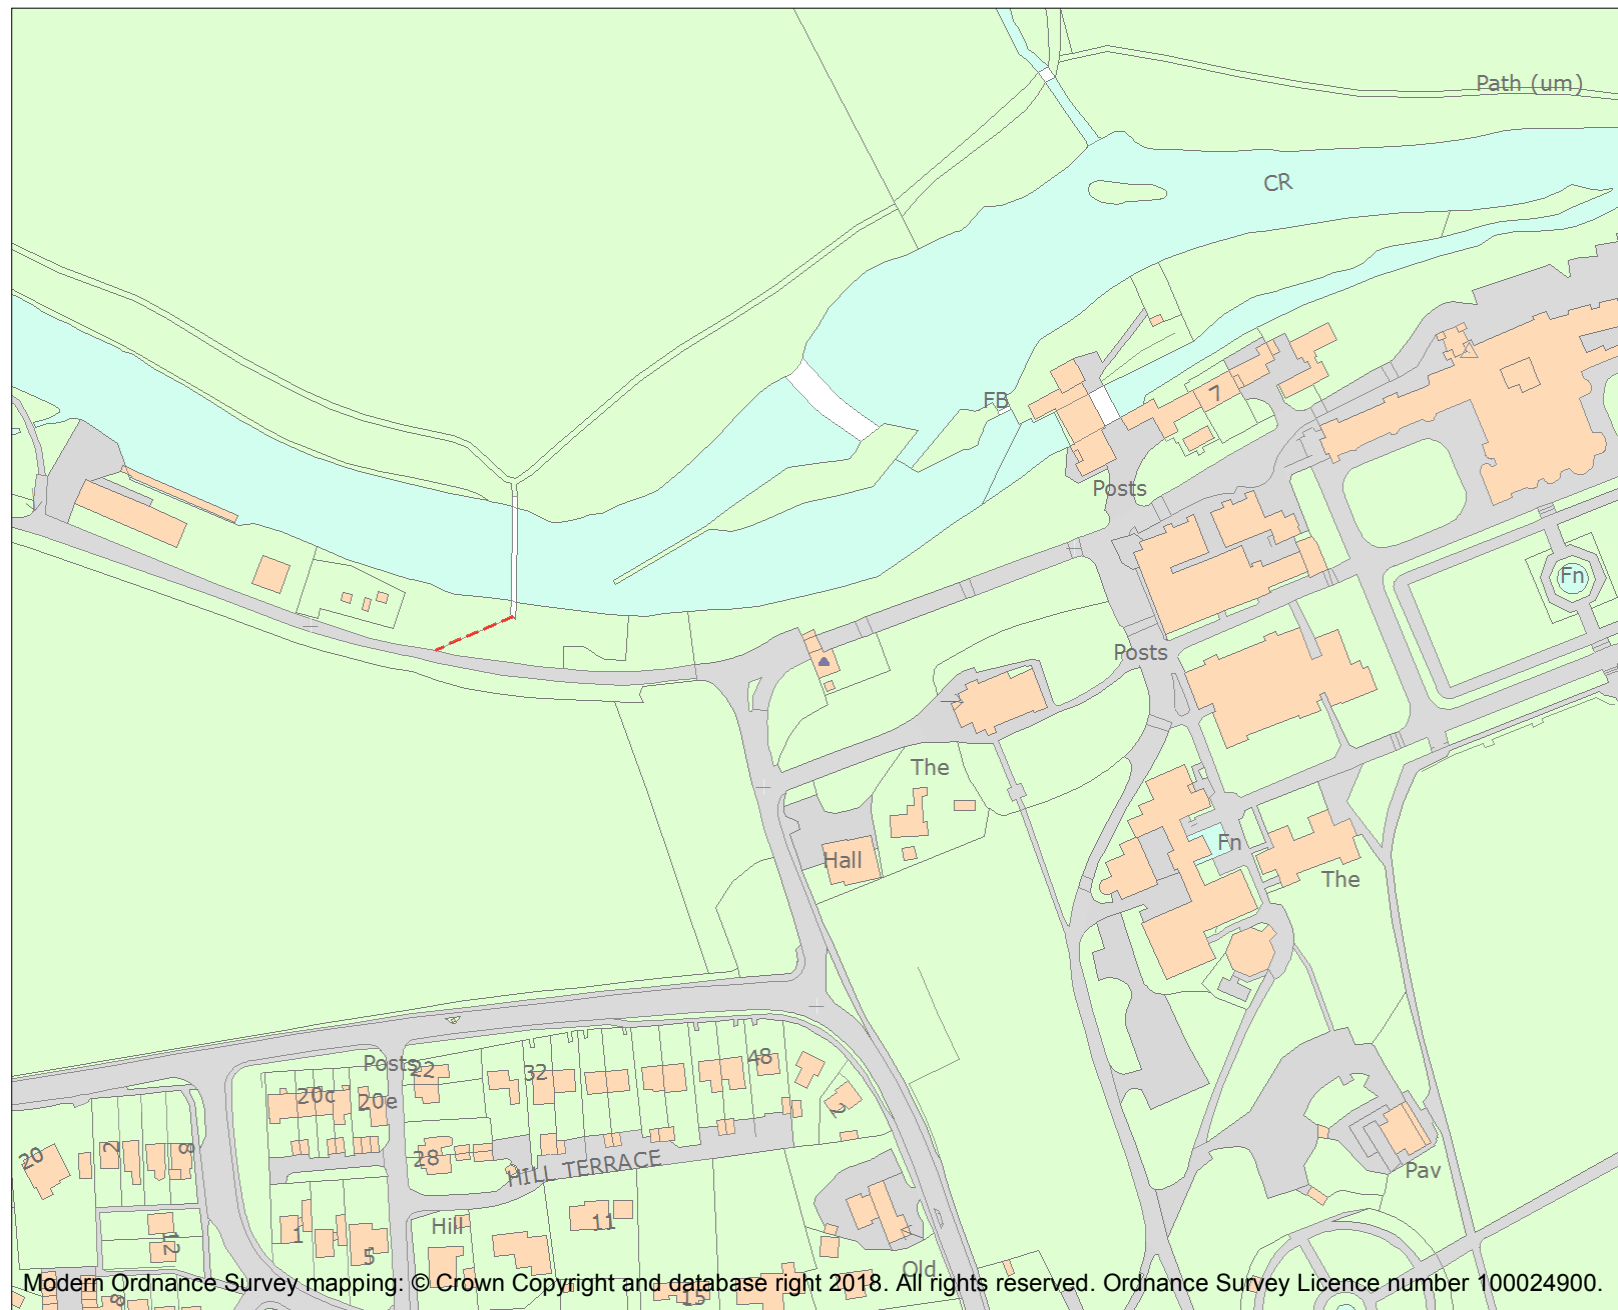 Path (um)
CR
FB
7
Posts
Fn
Posts
The
Hall
Fn
The
Posts
22
32
48
20c
20e
2
20
2
8
28
HILL TERRACE
Pav
Hill
11
1
12
5
Old
15
8
Modern Ordnance Survey mapping: © Crown Copyright and database right 2018. All rights reserved. Ordnance Survey Licence number 100024900.